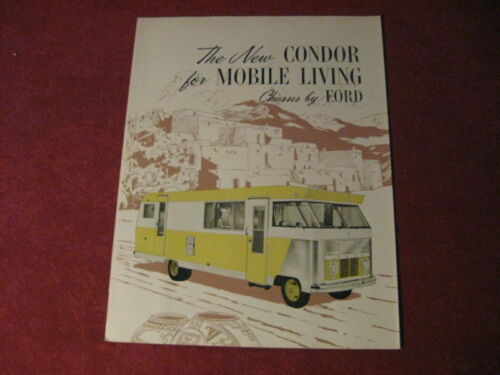 The New CONDOR
for MOBILE LIVING
Chassis by FORD